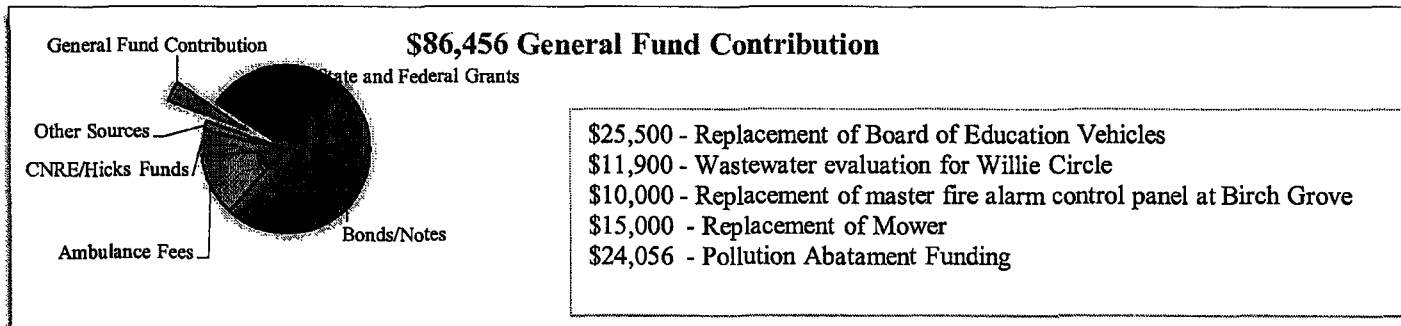 $86,456 General Fund Contribution
General Fund Contribution
State and Federal Grants
Other Sources
CNRE/Hicks Funds
Ambulance Fees
Bonds/Notes
$25,500 - Replacement of Board of Education Vehicles
$11,900 - Wastewater evaluation for Willie Circle
$10,000 - Replacement of master fire alarm control panel at Birch Grove
$15,000 - Replacement of Mower
$24,056 - Pollution Abatament Funding